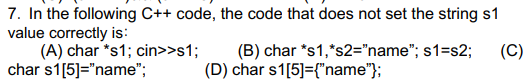 7. In the following C++ code, the code that does not set the string s1
value correctly is:
(A) char *s1; cin>>s1; (B) char *s1,*s2="name"; s1=s2; (C)
char s1[5]="name"; (D) char s1[5]={"name"};